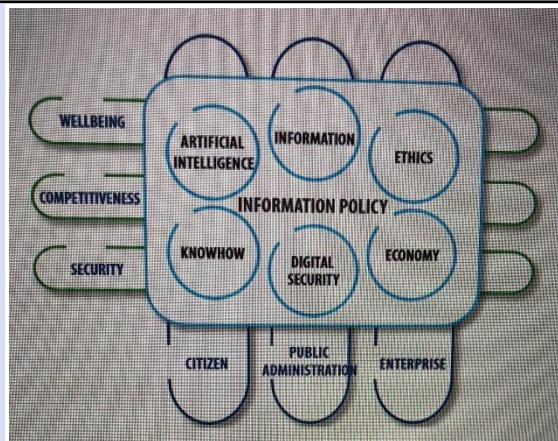 WELLBEING
COMPETITIVENESS
SECURITY
ARTIFICIAL
INTELLIGENCE
INFORMATION
ETHICS
INFORMATION POLICY
KNOWHOW
DIGITAL
SECURITY
ECONOMY
CITIZEN
PUBLIC
ADMINISTRATION
ENTERPRISE